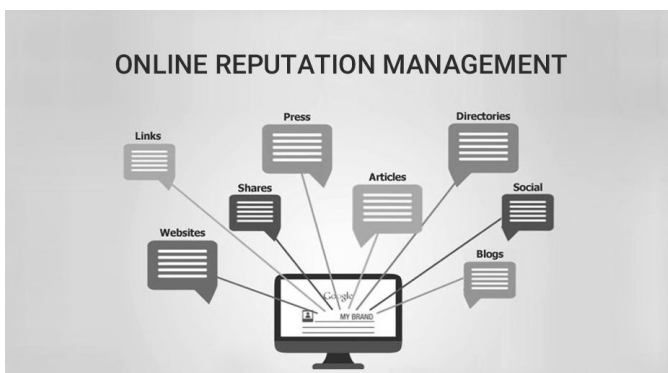 ONLINE REPUTATION MANAGEMENT
Links
Press
Directories
Shares
Articles
Social
Websites
Blogs
Google
MY BRAND